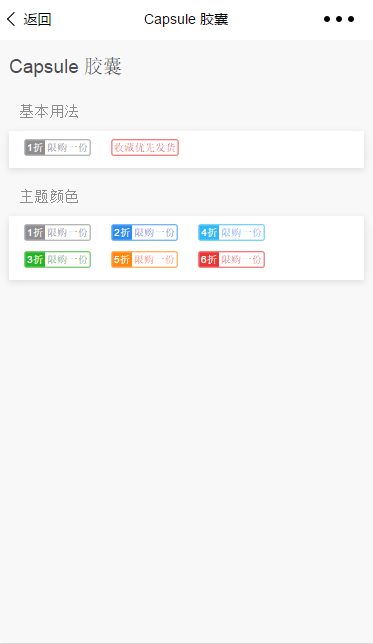 返回 Capsule 胶囊
Capsule 胶囊
基本用法
1折 限购一份 收藏优先发货
主题颜色
1折 限购一份 2折 限购一份 4折 限购一份
3折 限购一份 5折 限购一份 6折 限购一份